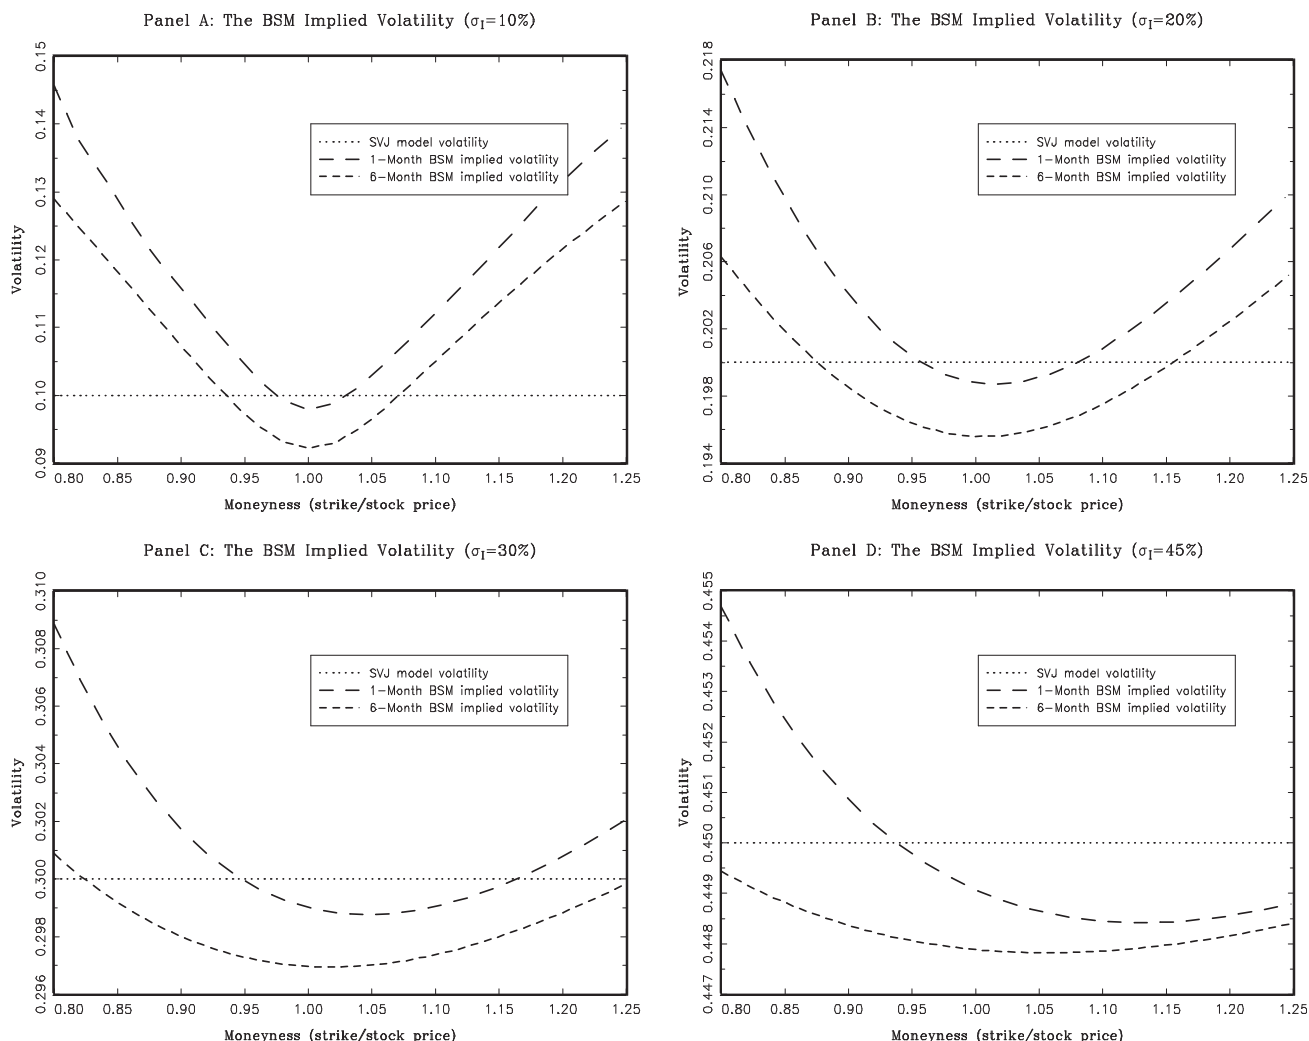 Panel A: The BSM Implied Volatility (σI=10%)
0.15
0.14
0.13
0.12
0.11
0.10
0.09
Volatility
SVJ model volatility
1-Month BSM implied volatility
6-Month BSM implied volatility
0.80 0.85 0.90 0.95 1.00 1.05 1.10 1.15 1.20 1.25
Moneyness (strike/stock price)
Panel B: The BSM Implied Volatility (σI=20%)
0.218
0.214
0.210
0.206
0.202
0.198
0.194
Volatility
SVJ model volatility
1-Month BSM implied volatility
6-Month BSM implied volatility
0.80 0.85 0.90 0.95 1.00 1.05 1.10 1.15 1.20 1.25
Moneyness (strike/stock price)
Panel C: The BSM Implied Volatility (σI=30%)
0.310
0.308
0.306
0.304
0.302
0.300
0.298
0.296
Volatility
SVJ model volatility
1-Month BSM implied volatility
6-Month BSM implied volatility
0.80 0.85 0.90 0.95 1.00 1.05 1.10 1.15 1.20 1.25
Moneyness (strike/stock price)
Panel D: The BSM Implied Volatility (σI=45%)
0.455
0.454
0.453
0.452
0.451
0.450
0.449
0.448
0.447
Volatility
SVJ model volatility
1-Month BSM implied volatility
6-Month BSM implied volatility
0.80 0.85 0.90 0.95 1.00 1.05 1.10 1.15 1.20 1.25
Moneyness (strike/stock price)